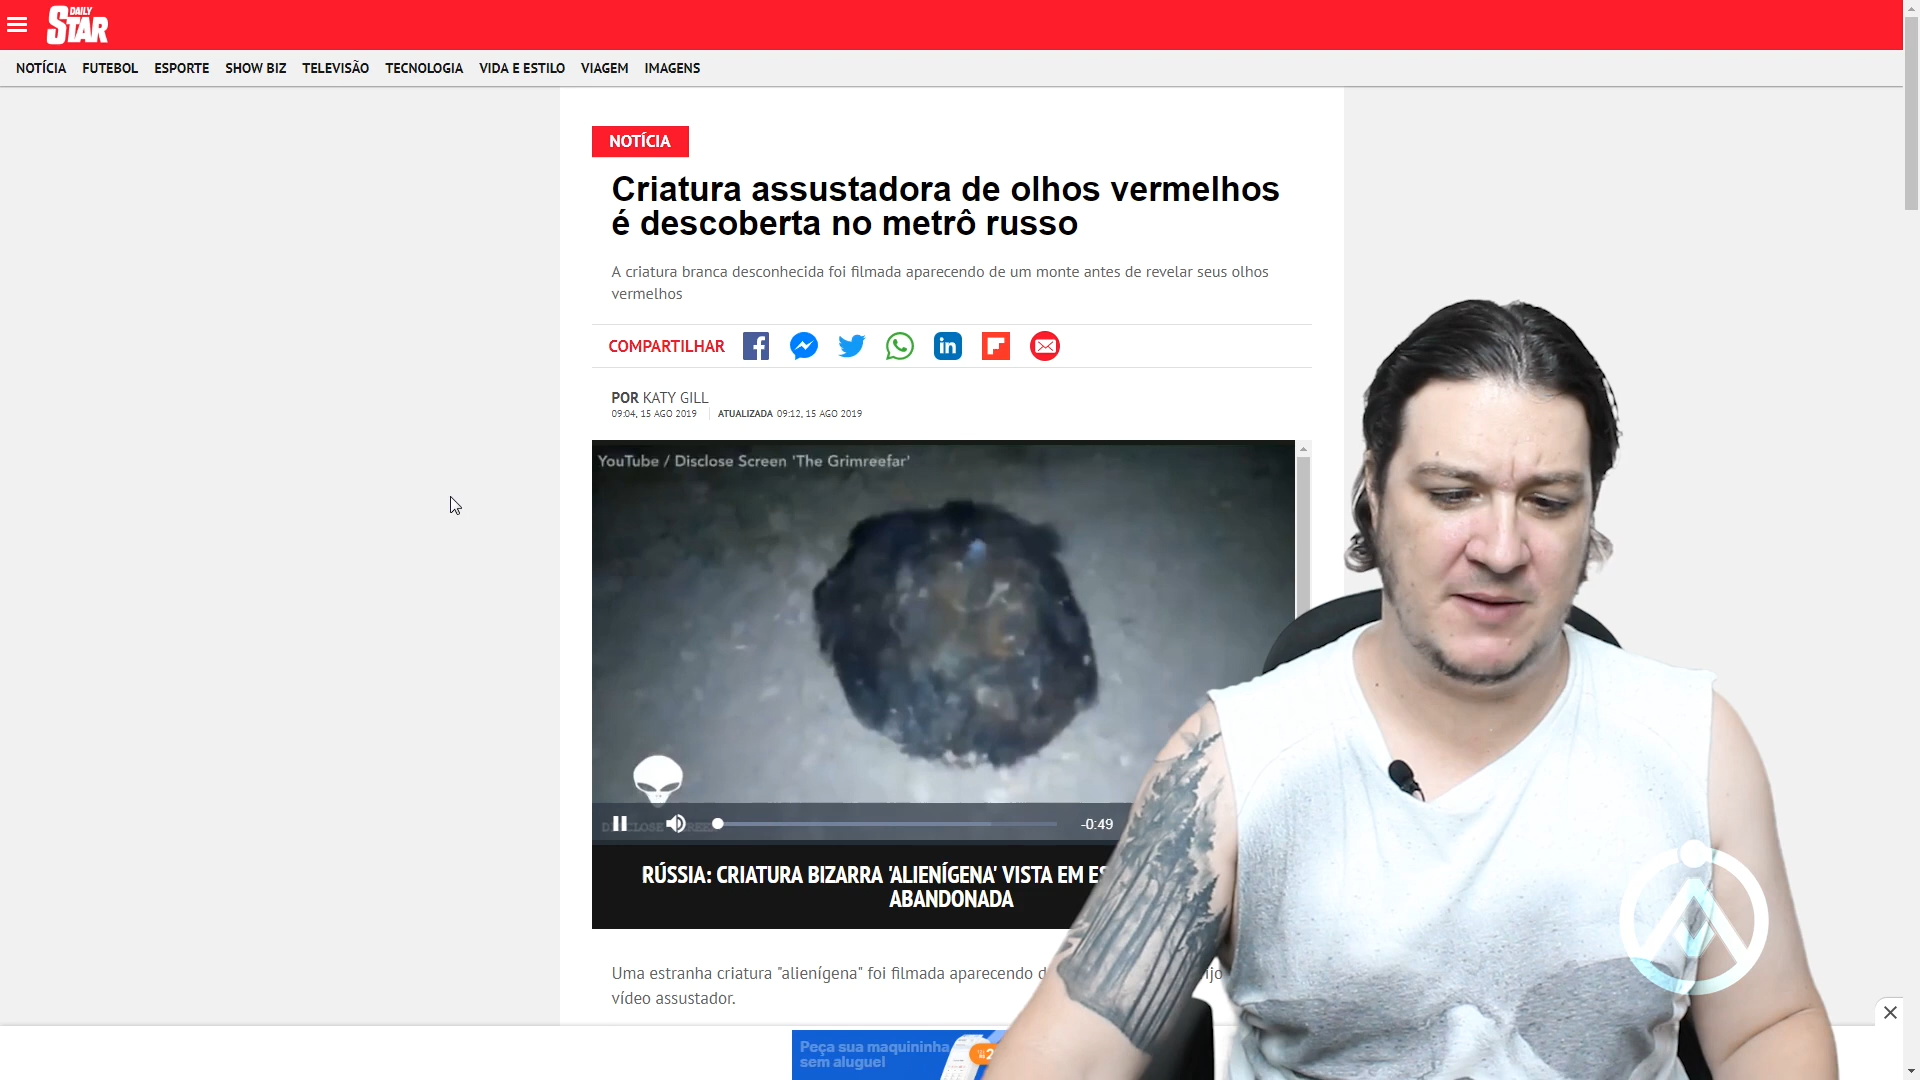 DAILY
STAR
NOTÍCIA FUTEBOL ESPORTE SHOW BIZ TELEVISÃO TECNOLOGIA VIDA E ESTILO VIAGEM IMAGENS
NOTÍCIA
Criatura assustadora de olhos vermelhos
é descoberta no metrô russo
A criatura branca desconhecida foi filmada aparecendo de um monte antes de revelar seus olhos
vermelhos
COMPARTILHAR
POR KATY GILL
09:04, 15 AGO 2019 ATUALIZADA 09:12, 15 AGO 2019
YouTube / Disclose Screen 'The Grimreefar'
-0:49
RÚSSIA: CRIATURA BIZARRA 'ALIENÍGENA' VISTA EM
ABANDONADA
Uma estranha criatura "alienígena" foi filmada aparecendo
vídeo assustador.
Peça sua maquininha
sem aluguel